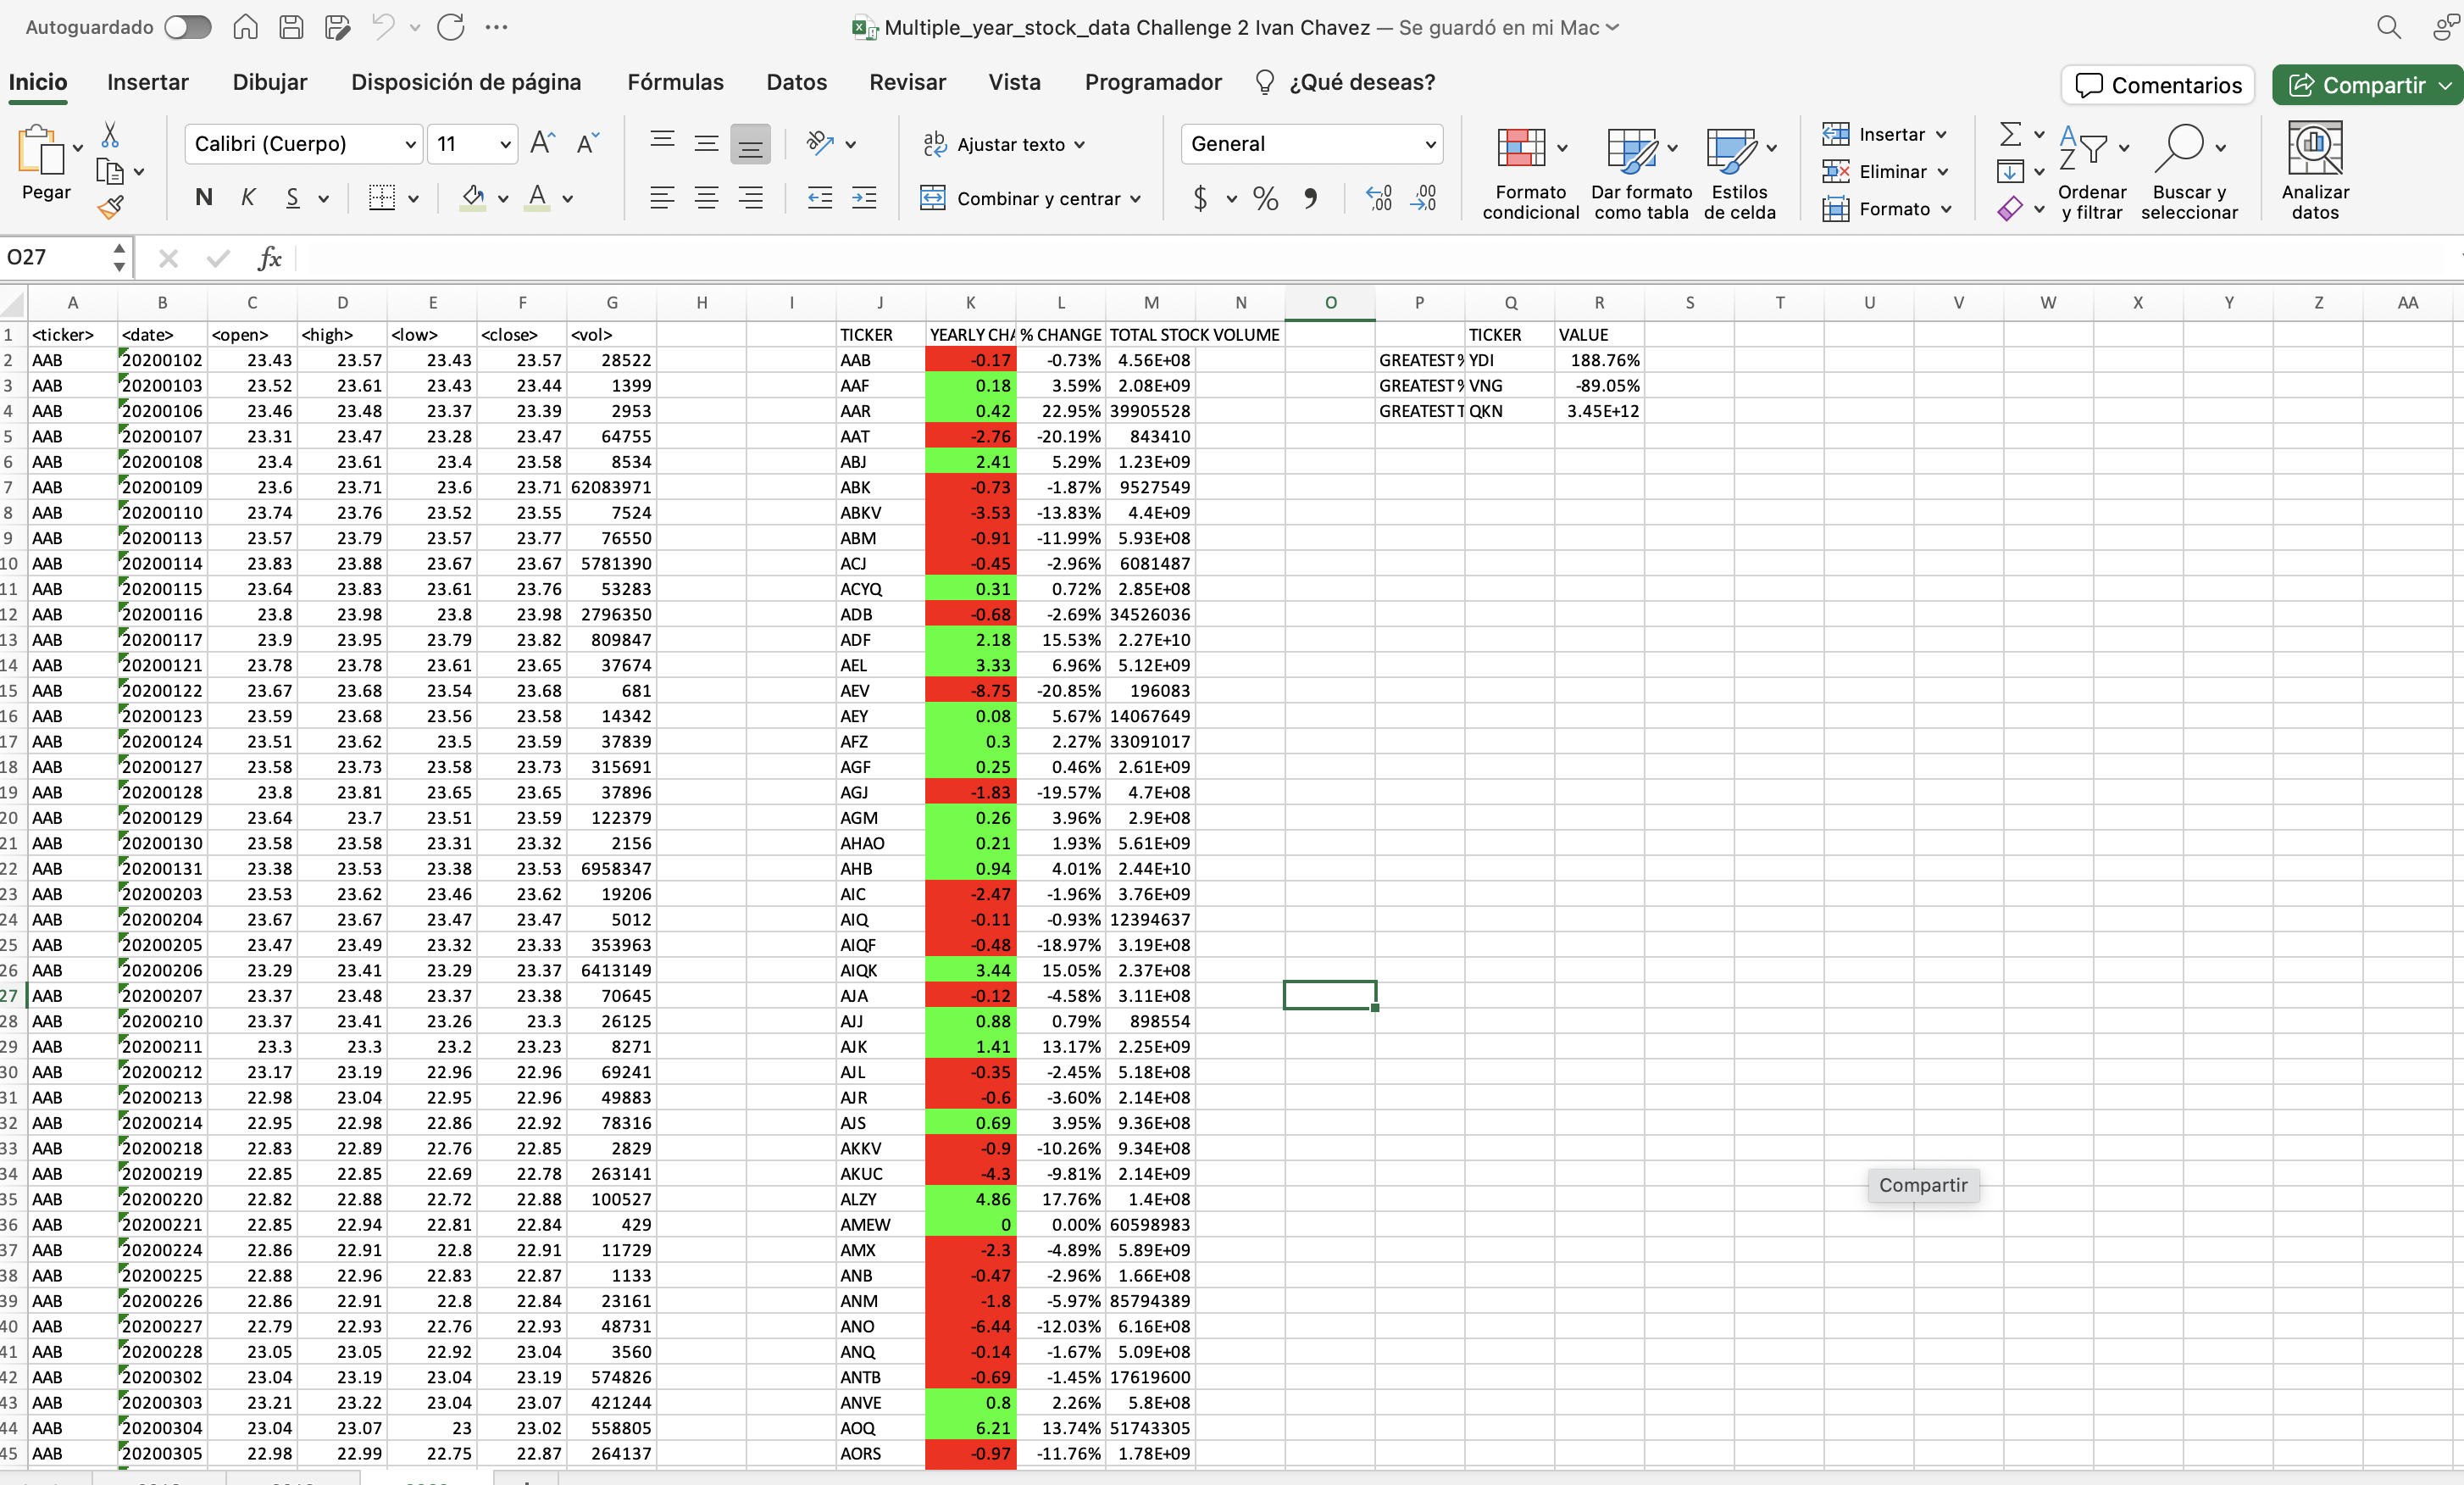 Autoguardado
Multiple_year_stock_data Challenge 2 Ivan Chavez — Se guardó en mi Mac
Inicio Insertar Dibujar Disposición de página Fórmulas Datos Revisar Vista Programador ¿Qué deseas? Comentarios Compartir
Pegar
Calibri (Cuerpo) 11
N K S
Ajustar texto
Combinar y centrar
General
$ %
Formato condicional
Dar formato como tabla
Estilos de celda
Insertar
Eliminar
Formato
Ordenar y filtrar
Buscar y seleccionar
Analizar datos
O27 fx
A B C D E F G H I J K L M N O P Q R S T U V W X Y Z AA
1 <ticker> <date> <open> <high> <low> <close> <vol> TICKER YEARLY CHA % CHANGE TOTAL STOCK VOLUME TICKER VALUE
2 AAB 20200102 23.43 23.57 23.43 23.57 28522 AAB -0.17 -0.73% 4.56E+08 GREATEST % YDI 188.76%
3 AAB 20200103 23.52 23.61 23.43 23.44 1399 AAF 0.18 3.59% 2.08E+09 GREATEST % VNG -89.05%
4 AAB 20200106 23.46 23.48 23.37 23.39 2953 AAR 0.42 22.95% 39905528 GREATEST T QKN 3.45E+12
5 AAB 20200107 23.31 23.47 23.28 23.47 64755 AAT -2.76 -20.19% 843410
6 AAB 20200108 23.4 23.61 23.4 23.58 8534 ABJ 2.41 5.29% 1.23E+09
7 AAB 20200109 23.6 23.71 23.6 23.71 62083971 ABK -0.73 -1.87% 9527549
8 AAB 20200110 23.74 23.76 23.52 23.55 7524 ABKV -3.53 -13.83% 4.4E+09
9 AAB 20200113 23.57 23.79 23.57 23.77 76550 ABM -0.91 -11.99% 5.93E+08
10 AAB 20200114 23.83 23.88 23.67 23.67 5781390 ACJ -0.45 -2.96% 6081487
11 AAB 20200115 23.64 23.83 23.61 23.76 53283 ACYQ 0.31 0.72% 2.85E+08
12 AAB 20200116 23.8 23.98 23.8 23.98 2796350 ADB -0.68 -2.69% 34526036
13 AAB 20200117 23.9 23.95 23.79 23.82 809847 ADF 2.18 15.53% 2.27E+10
14 AAB 20200121 23.78 23.78 23.61 23.65 37674 AEL 3.33 6.96% 5.12E+09
15 AAB 20200122 23.67 23.68 23.54 23.68 681 AEV -8.75 -20.85% 196083
16 AAB 20200123 23.59 23.68 23.56 23.58 14342 AEY 0.08 5.67% 14067649
17 AAB 20200124 23.51 23.62 23.5 23.59 37839 AFZ 0.3 2.27% 33091017
18 AAB 20200127 23.58 23.73 23.58 23.73 315691 AGF 0.25 0.46% 2.61E+09
19 AAB 20200128 23.8 23.81 23.65 23.65 37896 AGJ -1.83 -19.57% 4.7E+08
20 AAB 20200129 23.64 23.7 23.51 23.59 122379 AGM 0.26 3.96% 2.9E+08
21 AAB 20200130 23.58 23.58 23.31 23.32 2156 AHAO 0.21 1.93% 5.61E+09
22 AAB 20200131 23.38 23.53 23.38 23.53 6958347 AHB 0.94 4.01% 2.44E+10
23 AAB 20200203 23.53 23.62 23.46 23.62 19206 AIC -2.47 -1.96% 3.76E+09
24 AAB 20200204 23.67 23.67 23.47 23.47 5012 AIQ -0.11 -0.93% 12394637
25 AAB 20200205 23.47 23.49 23.32 23.33 353963 AIQF -0.48 -18.97% 3.19E+08
26 AAB 20200206 23.29 23.41 23.29 23.37 6413149 AIQK 3.44 15.05% 2.37E+08
27 AAB 20200207 23.37 23.48 23.37 23.38 70645 AJA -0.12 -4.58% 3.11E+08
28 AAB 20200210 23.37 23.41 23.26 23.3 26125 AJJ 0.88 0.79% 898554
29 AAB 20200211 23.3 23.3 23.2 23.23 8271 AJK 1.41 13.17% 2.25E+09
30 AAB 20200212 23.17 23.19 22.96 22.96 69241 AJL -0.35 -2.45% 5.18E+08
31 AAB 20200213 22.98 23.04 22.95 22.96 49883 AJR -0.6 -3.60% 2.14E+08
32 AAB 20200214 22.95 22.98 22.86 22.92 78316 AJS 0.69 3.95% 9.36E+08
33 AAB 20200218 22.83 22.89 22.76 22.85 2829 AKKV -0.9 -10.26% 9.34E+08
34 AAB 20200219 22.85 22.85 22.69 22.78 263141 AKUC -4.3 -9.81% 2.14E+09
35 AAB 20200220 22.82 22.88 22.72 22.88 100527 ALZY 4.86 17.76% 1.4E+08 Compartir
36 AAB 20200221 22.85 22.94 22.81 22.84 429 AMEW 0 0.00% 60598983
37 AAB 20200224 22.86 22.91 22.8 22.91 11729 AMX -2.3 -4.89% 5.89E+09
38 AAB 20200225 22.88 22.96 22.83 22.87 1133 ANB -0.47 -2.96% 1.66E+08
39 AAB 20200226 22.86 22.91 22.8 22.84 23161 ANM -1.8 -5.97% 85794389
40 AAB 20200227 22.79 22.93 22.76 22.93 48731 ANO -6.44 -12.03% 6.16E+08
41 AAB 20200228 23.05 23.05 22.92 23.04 3560 ANQ -0.14 -1.67% 5.09E+08
42 AAB 20200302 23.04 23.19 23.04 23.19 574826 ANTB -0.69 -1.45% 17619600
43 AAB 20200303 23.21 23.22 23.04 23.07 421244 ANVE 0.8 2.26% 5.8E+08
44 AAB 20200304 23.04 23.07 23 23.02 558805 AOQ 6.21 13.74% 51743305
45 AAB 20200305 22.98 22.99 22.75 22.87 264137 AORS -0.97 -11.76% 1.78E+09